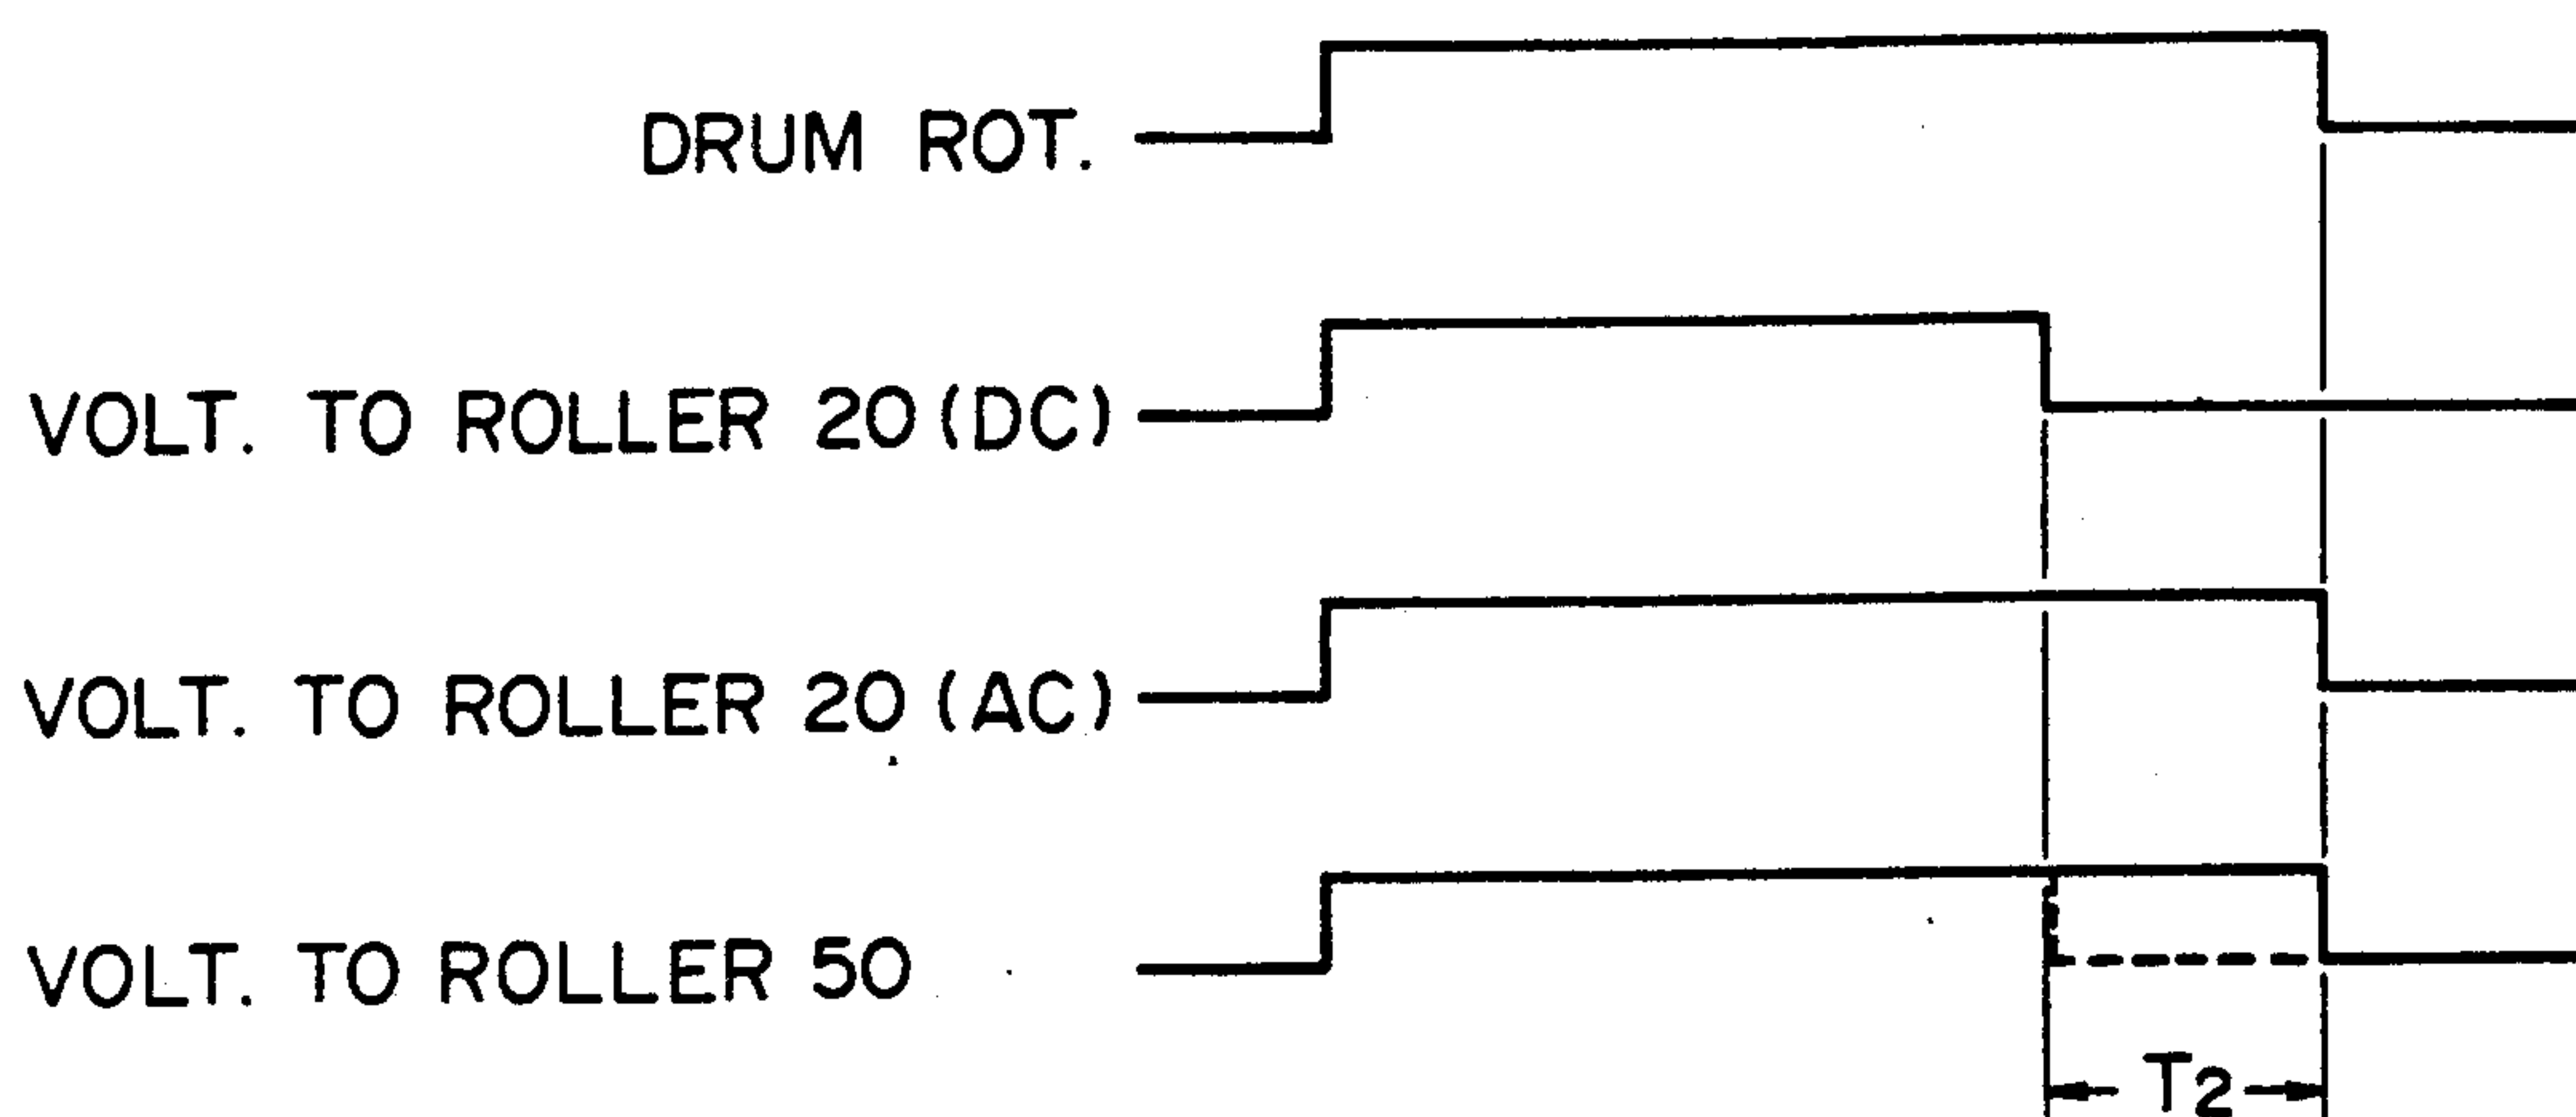 DRUM ROT.
VOLT. TO ROLLER 20 (DC)
VOLT. TO ROLLER 20 (AC)
VOLT. TO ROLLER 50
T2